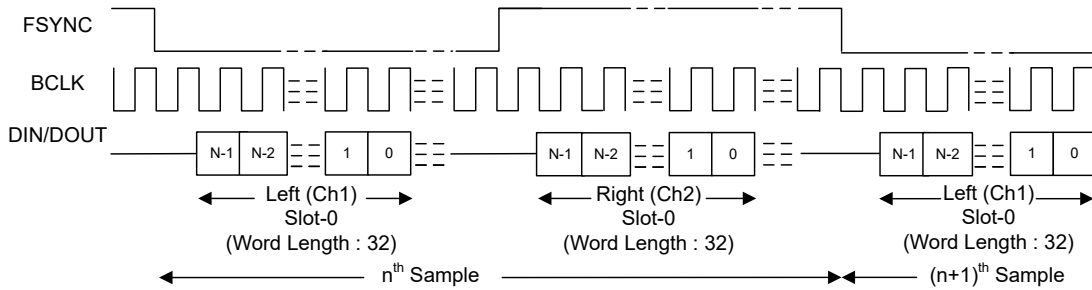 FSYNC
BCLK
DIN/DOUT
N-1 N-2 1 0 N-1 N-2 1 0 N-1 N-2 1 0
Left (Ch1) Right (Ch2) Left (Ch1)
Slot-0 Slot-0 Slot-0
(Word Length : 32) (Word Length : 32) (Word Length : 32)
nth Sample (n+1)th Sample